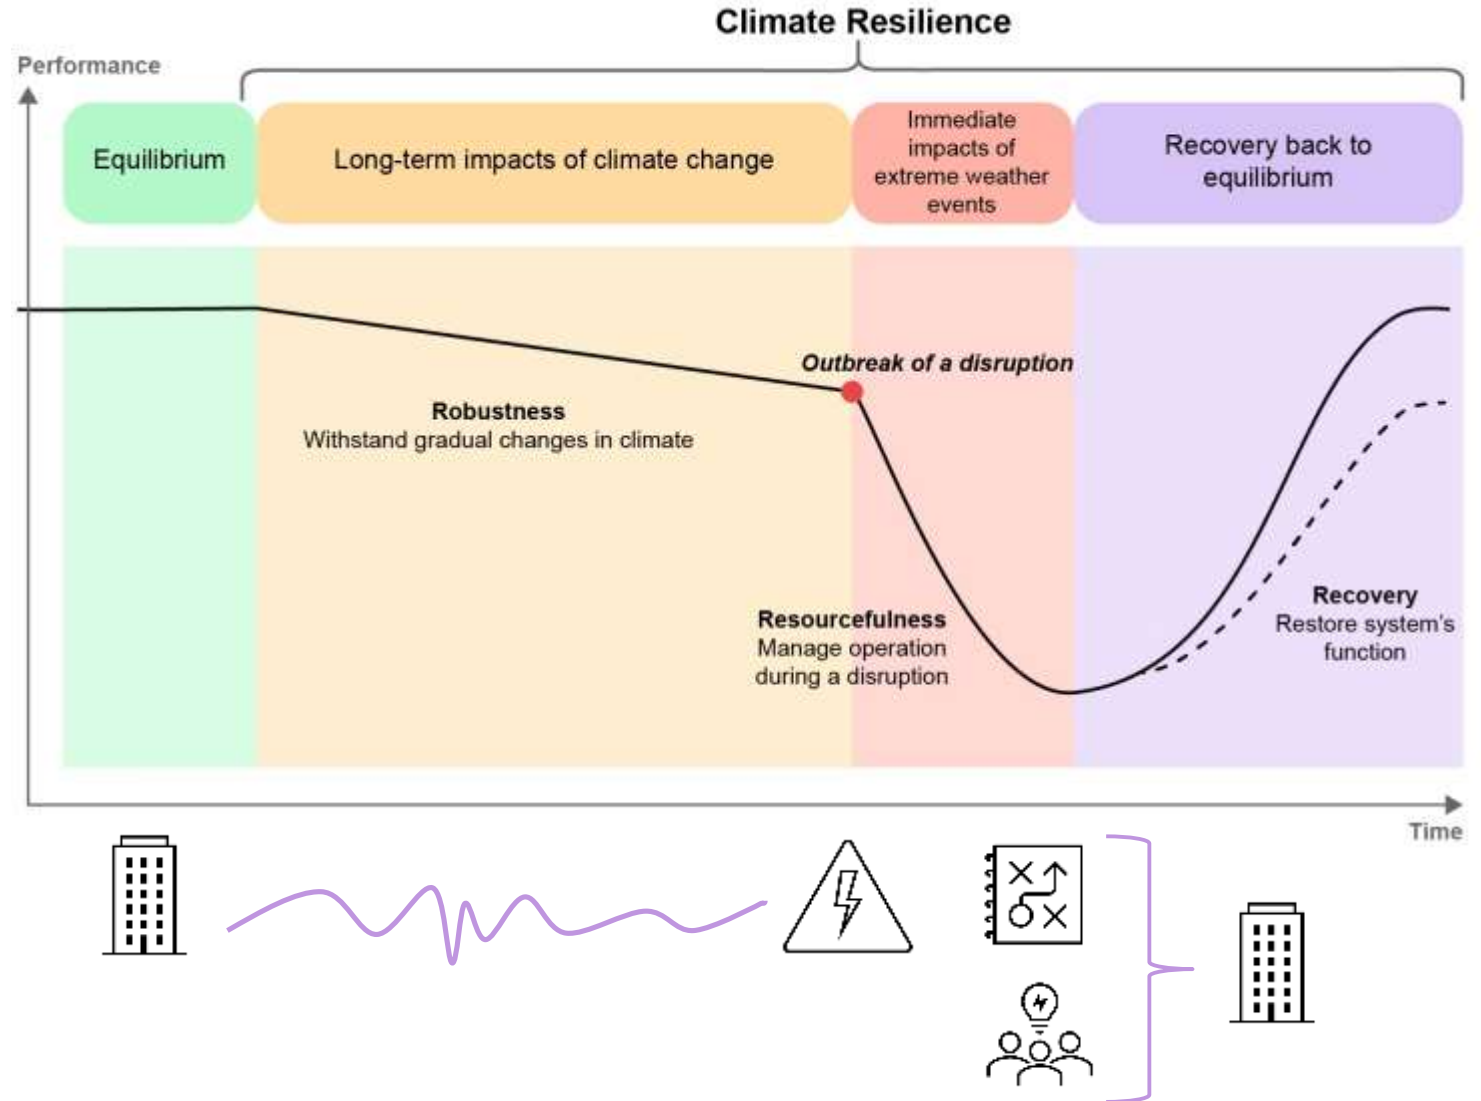 Climate Resilience
Performance
Equilibrium
Long-term impacts of climate change
Immediate
impacts of
extreme weather
events
Recovery back to
equilibrium
Outbreak of a disruption
Robustness
Withstand gradual changes in climate
Resourcefulness
Manage operation
during a disruption
Recovery
Restore system's
function
Time